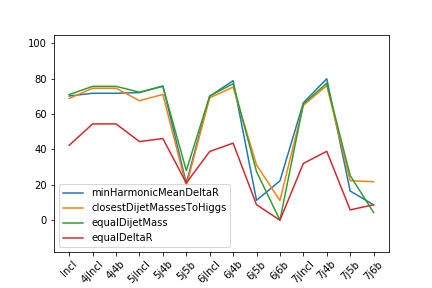 100
80
60
40
20
0
minHarmonicMeanDeltaR
closestDijetMassesToHiggs
equalDijetMass
equalDeltaR
Incl
4jIncl
4j4b
5jIncl
5j4b
5j5b
6jIncl
6j4b
6j5b
6j6b
7jIncl
7j4b
7j5b
7j6b